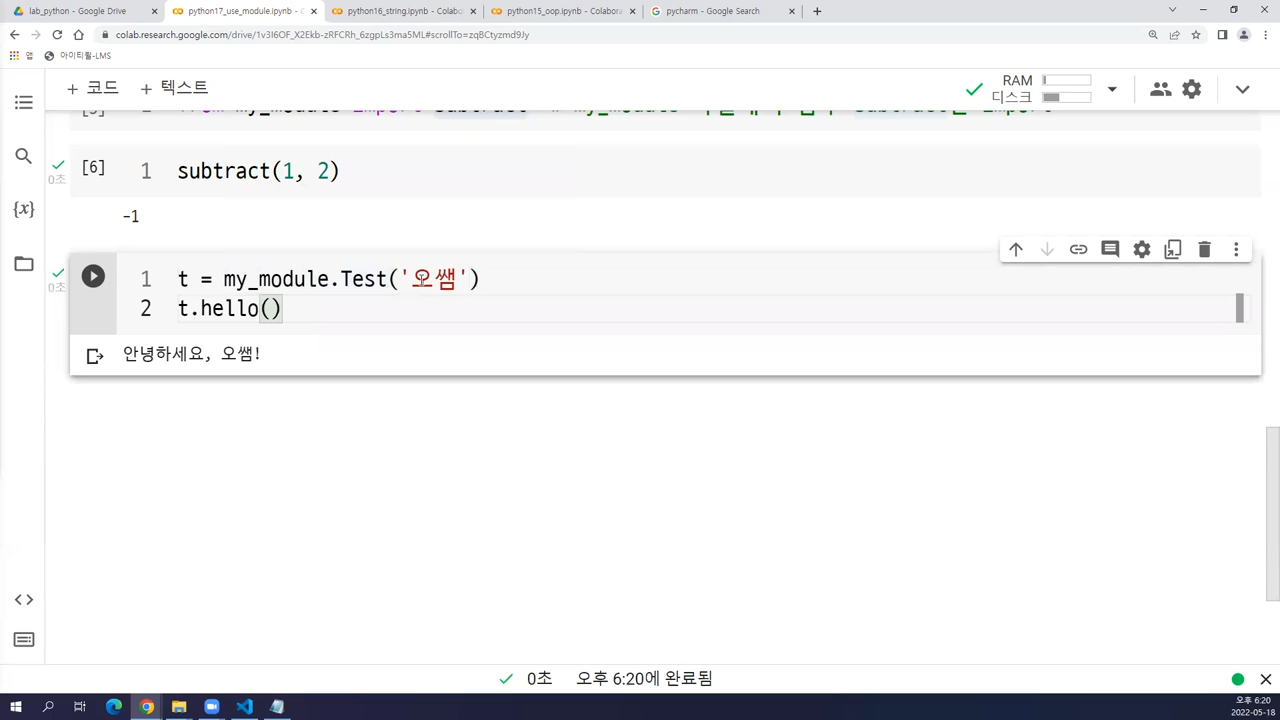 lab_python - Google Drive
python17_use_module.ipynb - C
python16_string.ipynb - Colabo
python15_oop.ipynb - Colabora
pycharm - Google Search
colab.research.google.com/drive/1v3I6OF_X2Ekb-zRFCRh_6zgpLs3ma5ML#scrollTo=zqBCtyzmd9Jy
앱
아이티윌-LMS
+ 코드 + 텍스트
RAM
디스크
[6] 1 subtract(1, 2)
0초
-1
1 t = my_module.Test('오쌤')
0초
2 t.hello()
안녕하세요, 오쌤!
{x}
<>
0초 오후 6:20에 완료됨
오후 6:20
2022-05-18